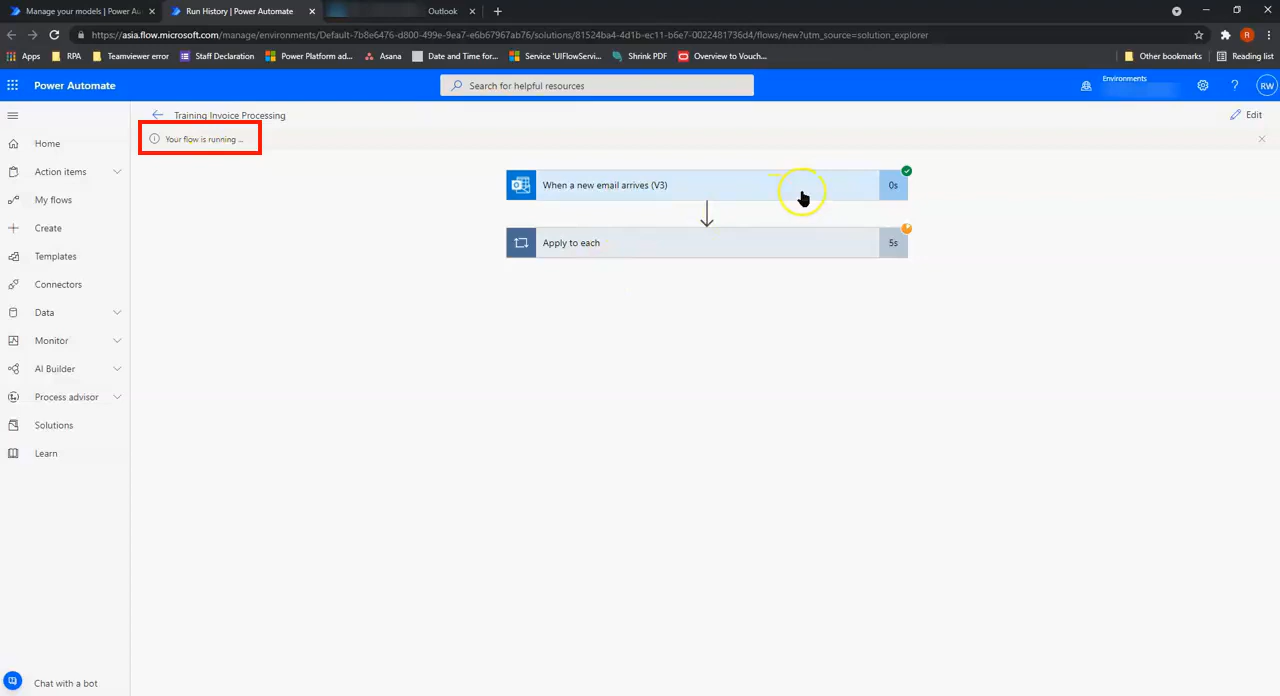 Manage your models | Power Au
Run History | Power Automate
Outlook
https://asia.flow.microsoft.com/manage/environments/Default-7b8e6476-d800-499e-9ea7-e6b67967ab76/solutions/81524ba4-4d1b-ec11-b6e7-0022481736d4/flows/new?utm_source=solution_explorer
Apps
RPA
Teamviewer error
Staff Declaration
Power Platform ad...
Asana
Date and Time for...
Service 'UIFlowServi...
Shrink PDF
Overview to Vouch...
Other bookmarks
Reading list
Power Automate
Search for helpful resources
Environments
RW
Training Invoice Processing
Edit
Your flow is running ...
Home
Action items
My flows
Create
Templates
Connectors
Data
Monitor
AI Builder
Process advisor
Solutions
Learn
When a new email arrives (V3)
0s
Apply to each
5s
Chat with a bot